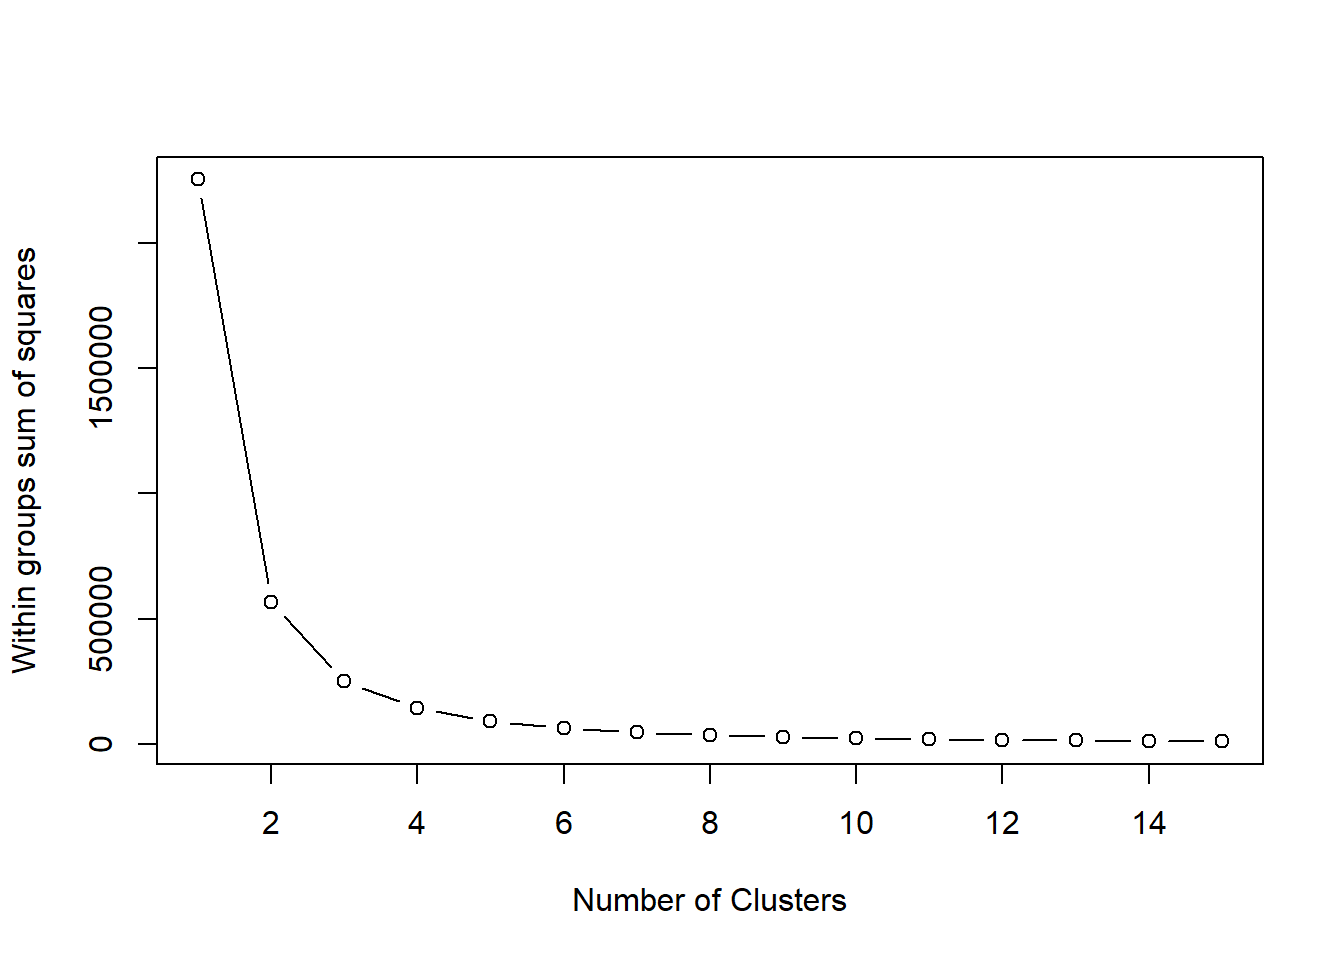 Within groups sum of squares
1500000
500000
0
2 4 6 8 10 12 14
Number of Clusters